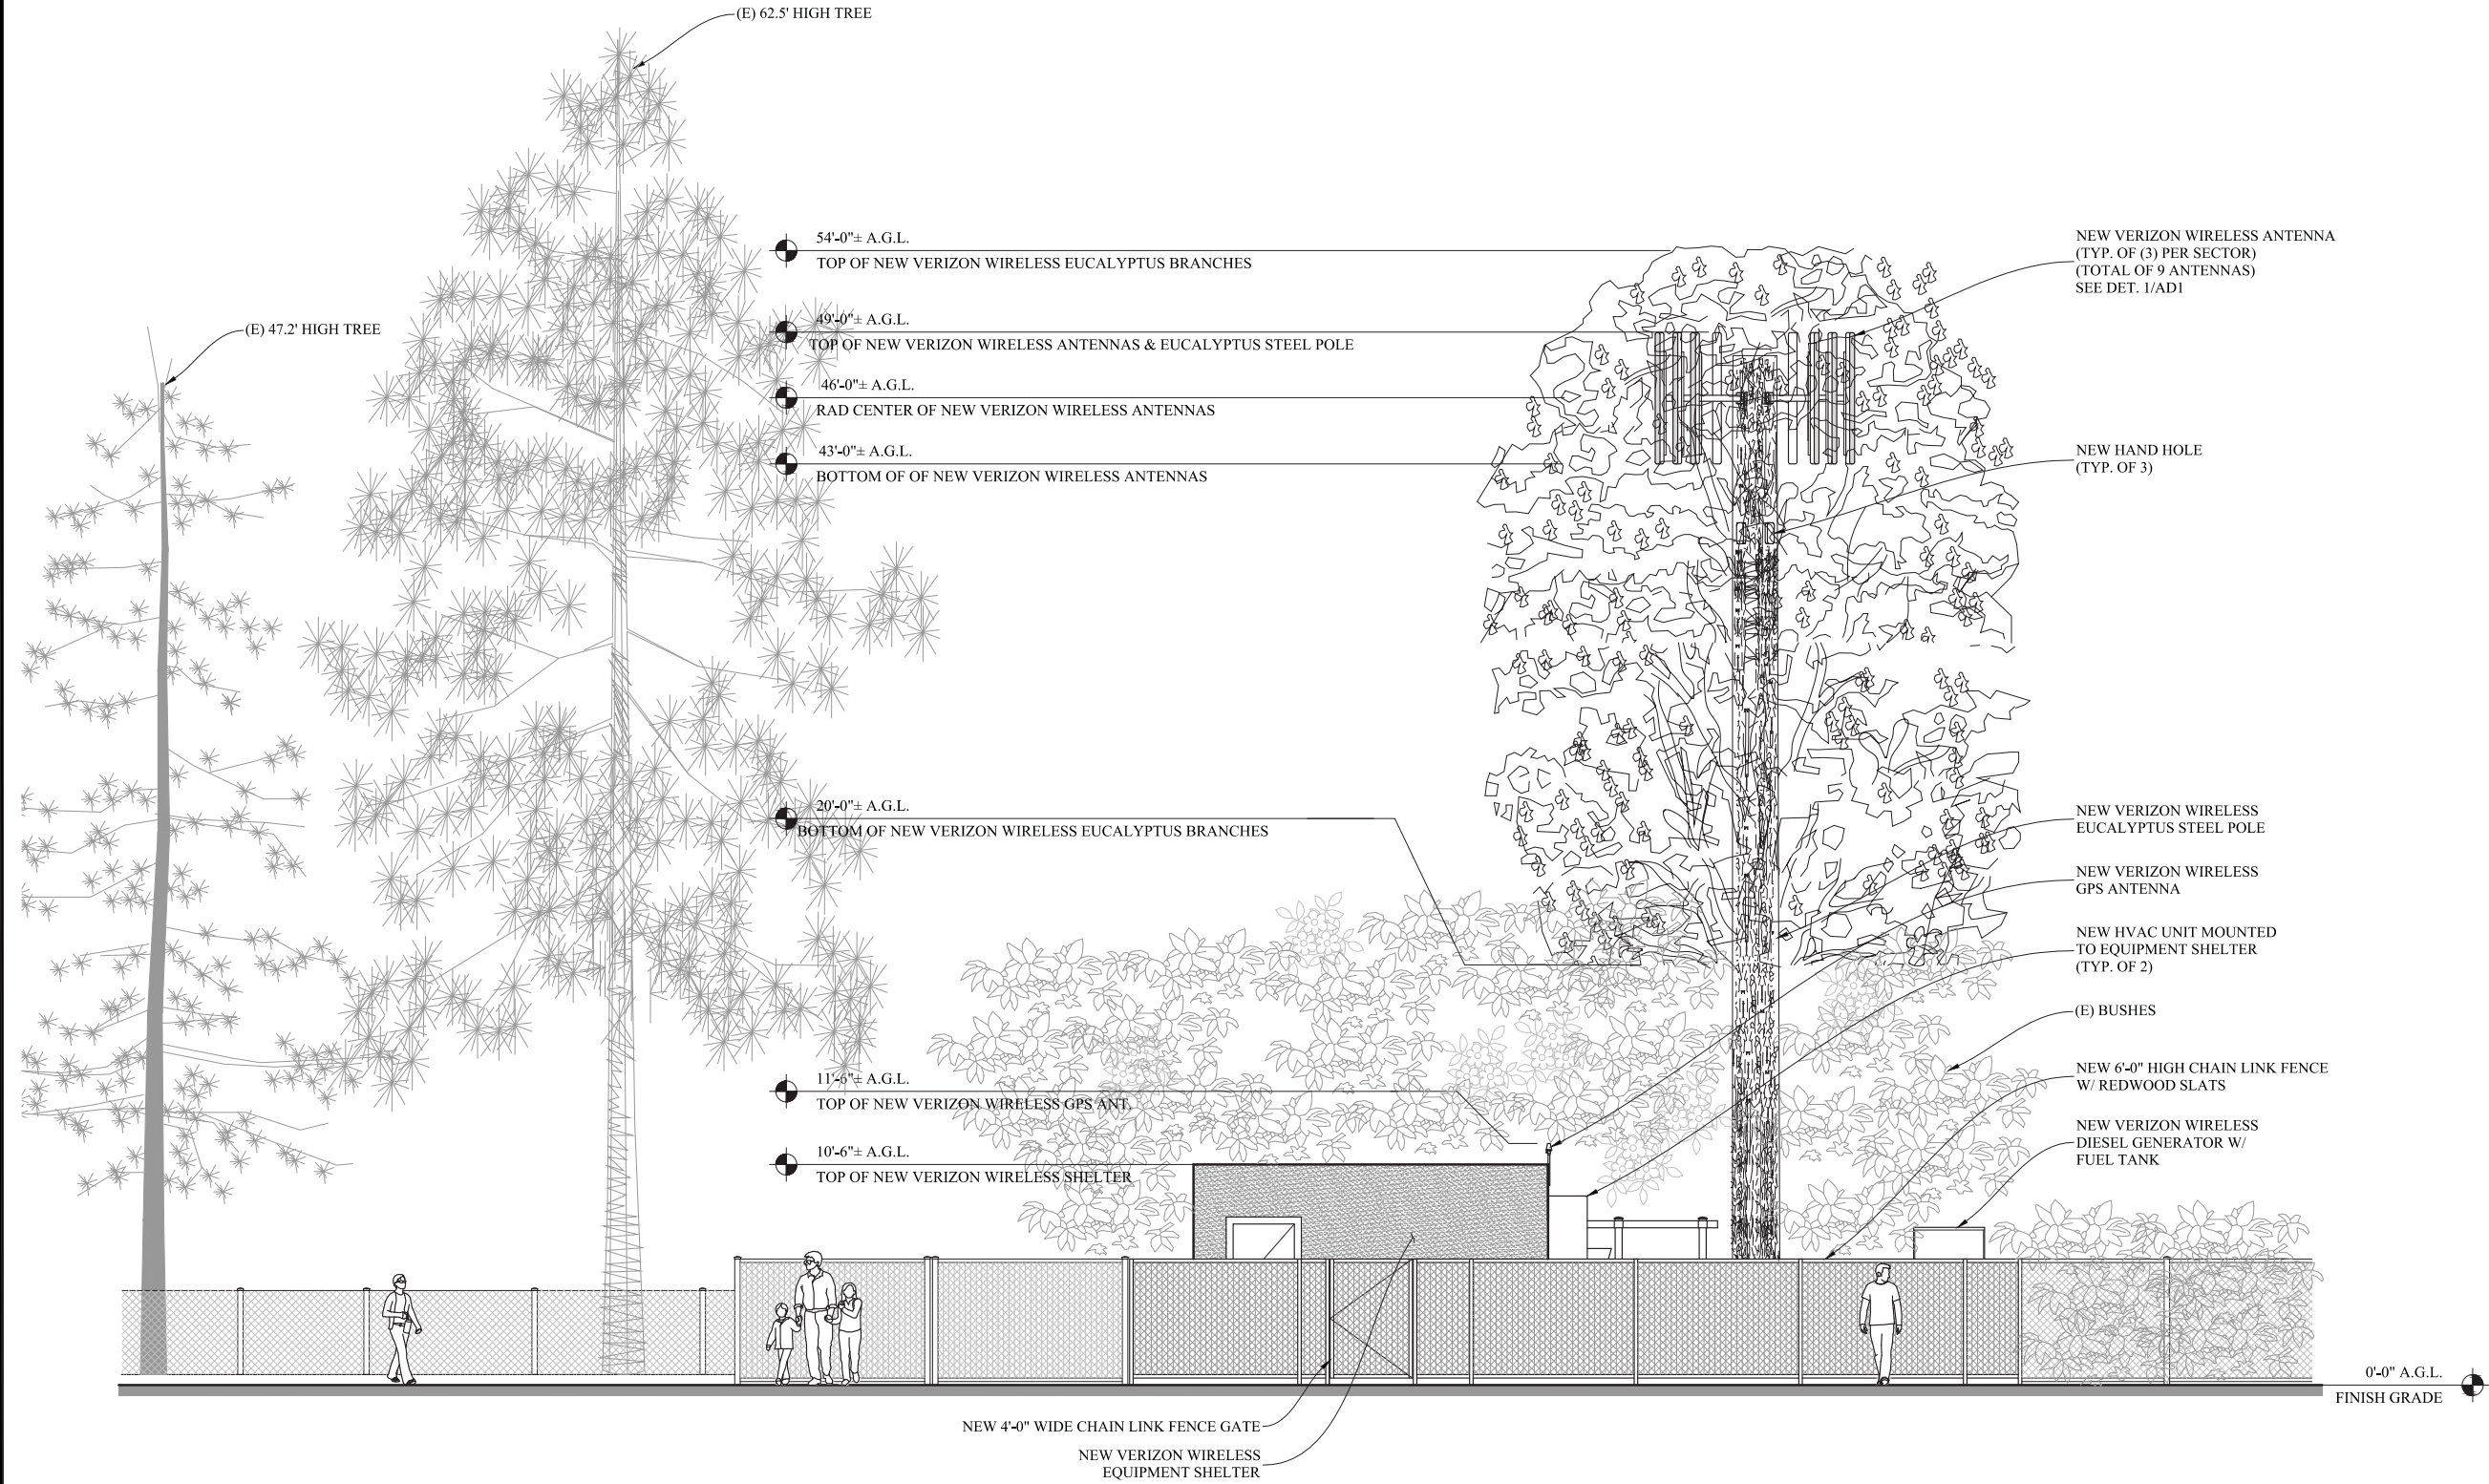 (E) 62.5' HIGH TREE
(E) 47.2' HIGH TREE
54'-0"± A.G.L.
TOP OF NEW VERIZON WIRELESS EUCALYPTUS BRANCHES
49'-0"± A.G.L.
TOP OF NEW VERIZON WIRELESS ANTENNAS & EUCALYPTUS STEEL POLE
46'-0"± A.G.L.
RAD CENTER OF NEW VERIZON WIRELESS ANTENNAS
43'-0"± A.G.L.
BOTTOM OF OF NEW VERIZON WIRELESS ANTENNAS
20'-0"± A.G.L.
BOTTOM OF NEW VERIZON WIRELESS EUCALYPTUS BRANCHES
11'-6"± A.G.L.
TOP OF NEW VERIZON WIRELESS GPS ANT.
10'-6"± A.G.L.
TOP OF NEW VERIZON WIRELESS SHELTER
NEW VERIZON WIRELESS ANTENNA
(TYP. OF (3) PER SECTOR)
(TOTAL OF 9 ANTENNAS)
SEE DET. 1/AD1
NEW HAND HOLE
(TYP. OF 3)
NEW VERIZON WIRELESS
EUCALYPTUS STEEL POLE
NEW VERIZON WIRELESS
GPS ANTENNA
NEW HVAC UNIT MOUNTED
TO EQUIPMENT SHELTER
(TYP. OF 2)
(E) BUSHES
NEW 6'-0" HIGH CHAIN LINK FENCE
W/ REDWOOD SLATS
NEW VERIZON WIRELESS
DIESEL GENERATOR W/
FUEL TANK
0'-0" A.G.L.
FINISH GRADE
NEW 4'-0" WIDE CHAIN LINK FENCE GATE
NEW VERIZON WIRELESS
EQUIPMENT SHELTER